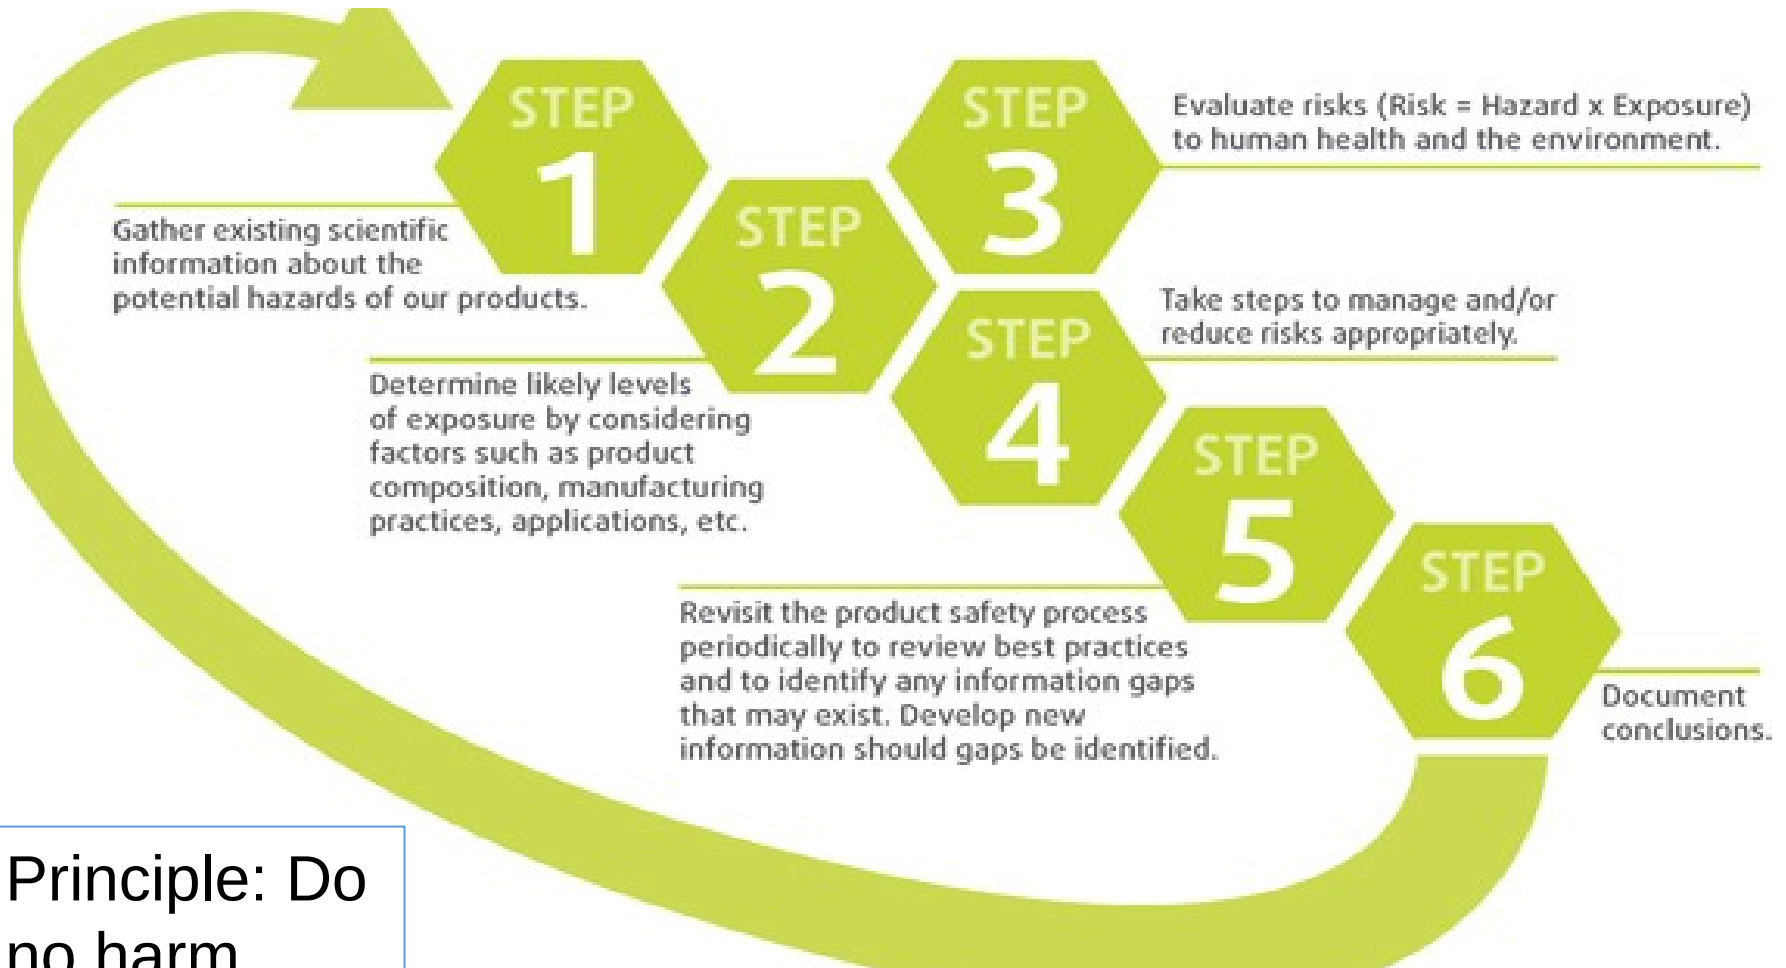 STEP
1
Gather existing scientific
information about the
potential hazards of our products.
STEP
2
Determine likely levels
of exposure by considering
factors such as product
composition, manufacturing
practices, applications, etc.
STEP
3
Evaluate risks (Risk = Hazard x Exposure)
to human health and the environment.
STEP
4
Take steps to manage and/or
reduce risks appropriately.
STEP
5
Revisit the product safety process
periodically to review best practices
and to identify any information gaps
that may exist. Develop new
information should gaps be identified.
STEP
6
Document
conclusions.
Principle: Do
no harm